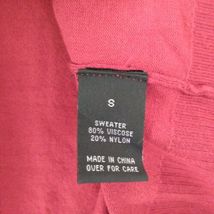 S
SWEATER
80% VISCOSE
20% NYLON
MADE IN CHINA
OVER FOR CARE